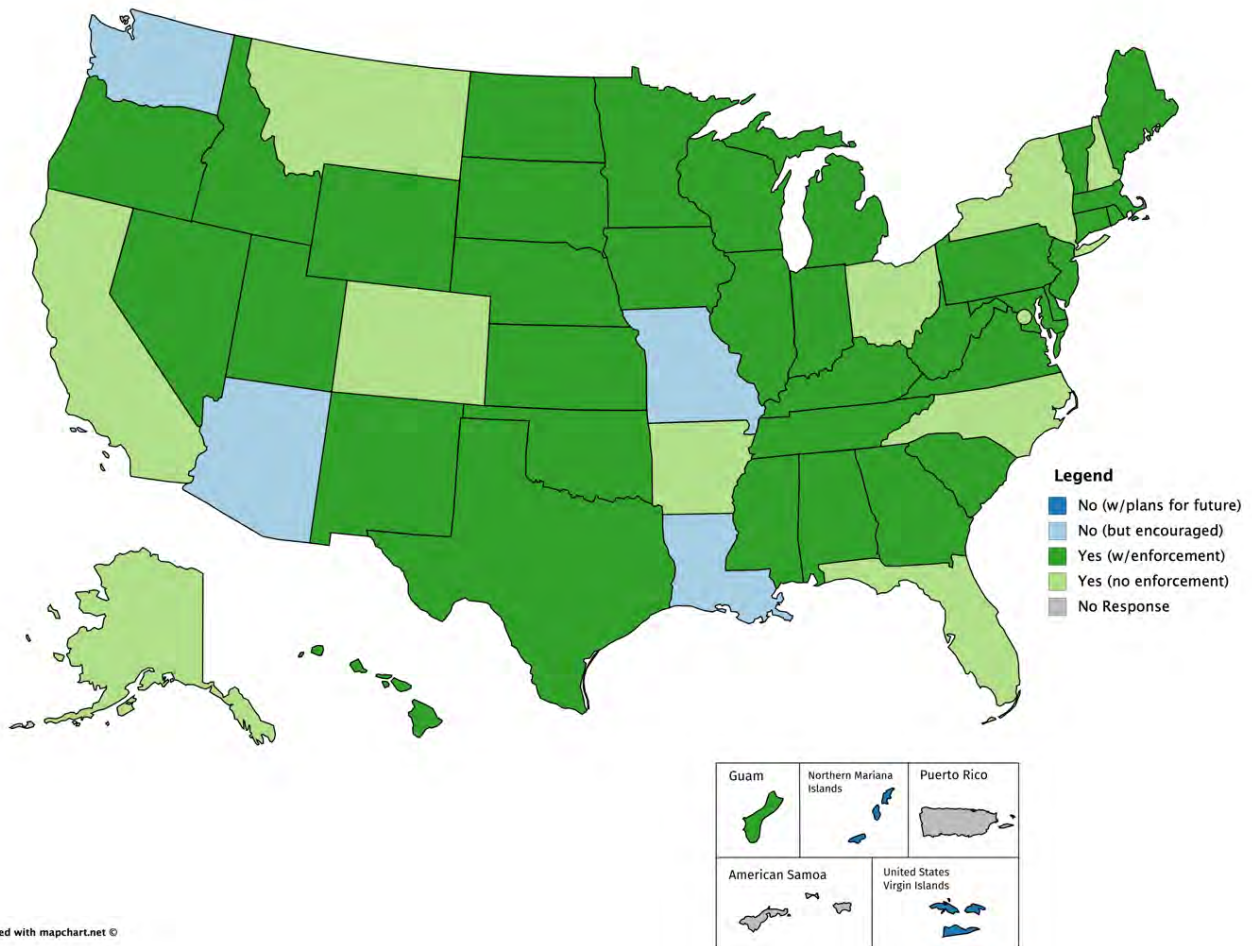 Legend
No (w/plans for future)
No (but encouraged)
Yes (w/enforcement)
Yes (no enforcement)
No Response
Guam
Northern Mariana
Islands
Puerto Rico
American Samoa
United States
Virgin Islands
ed with mapchart.net ©